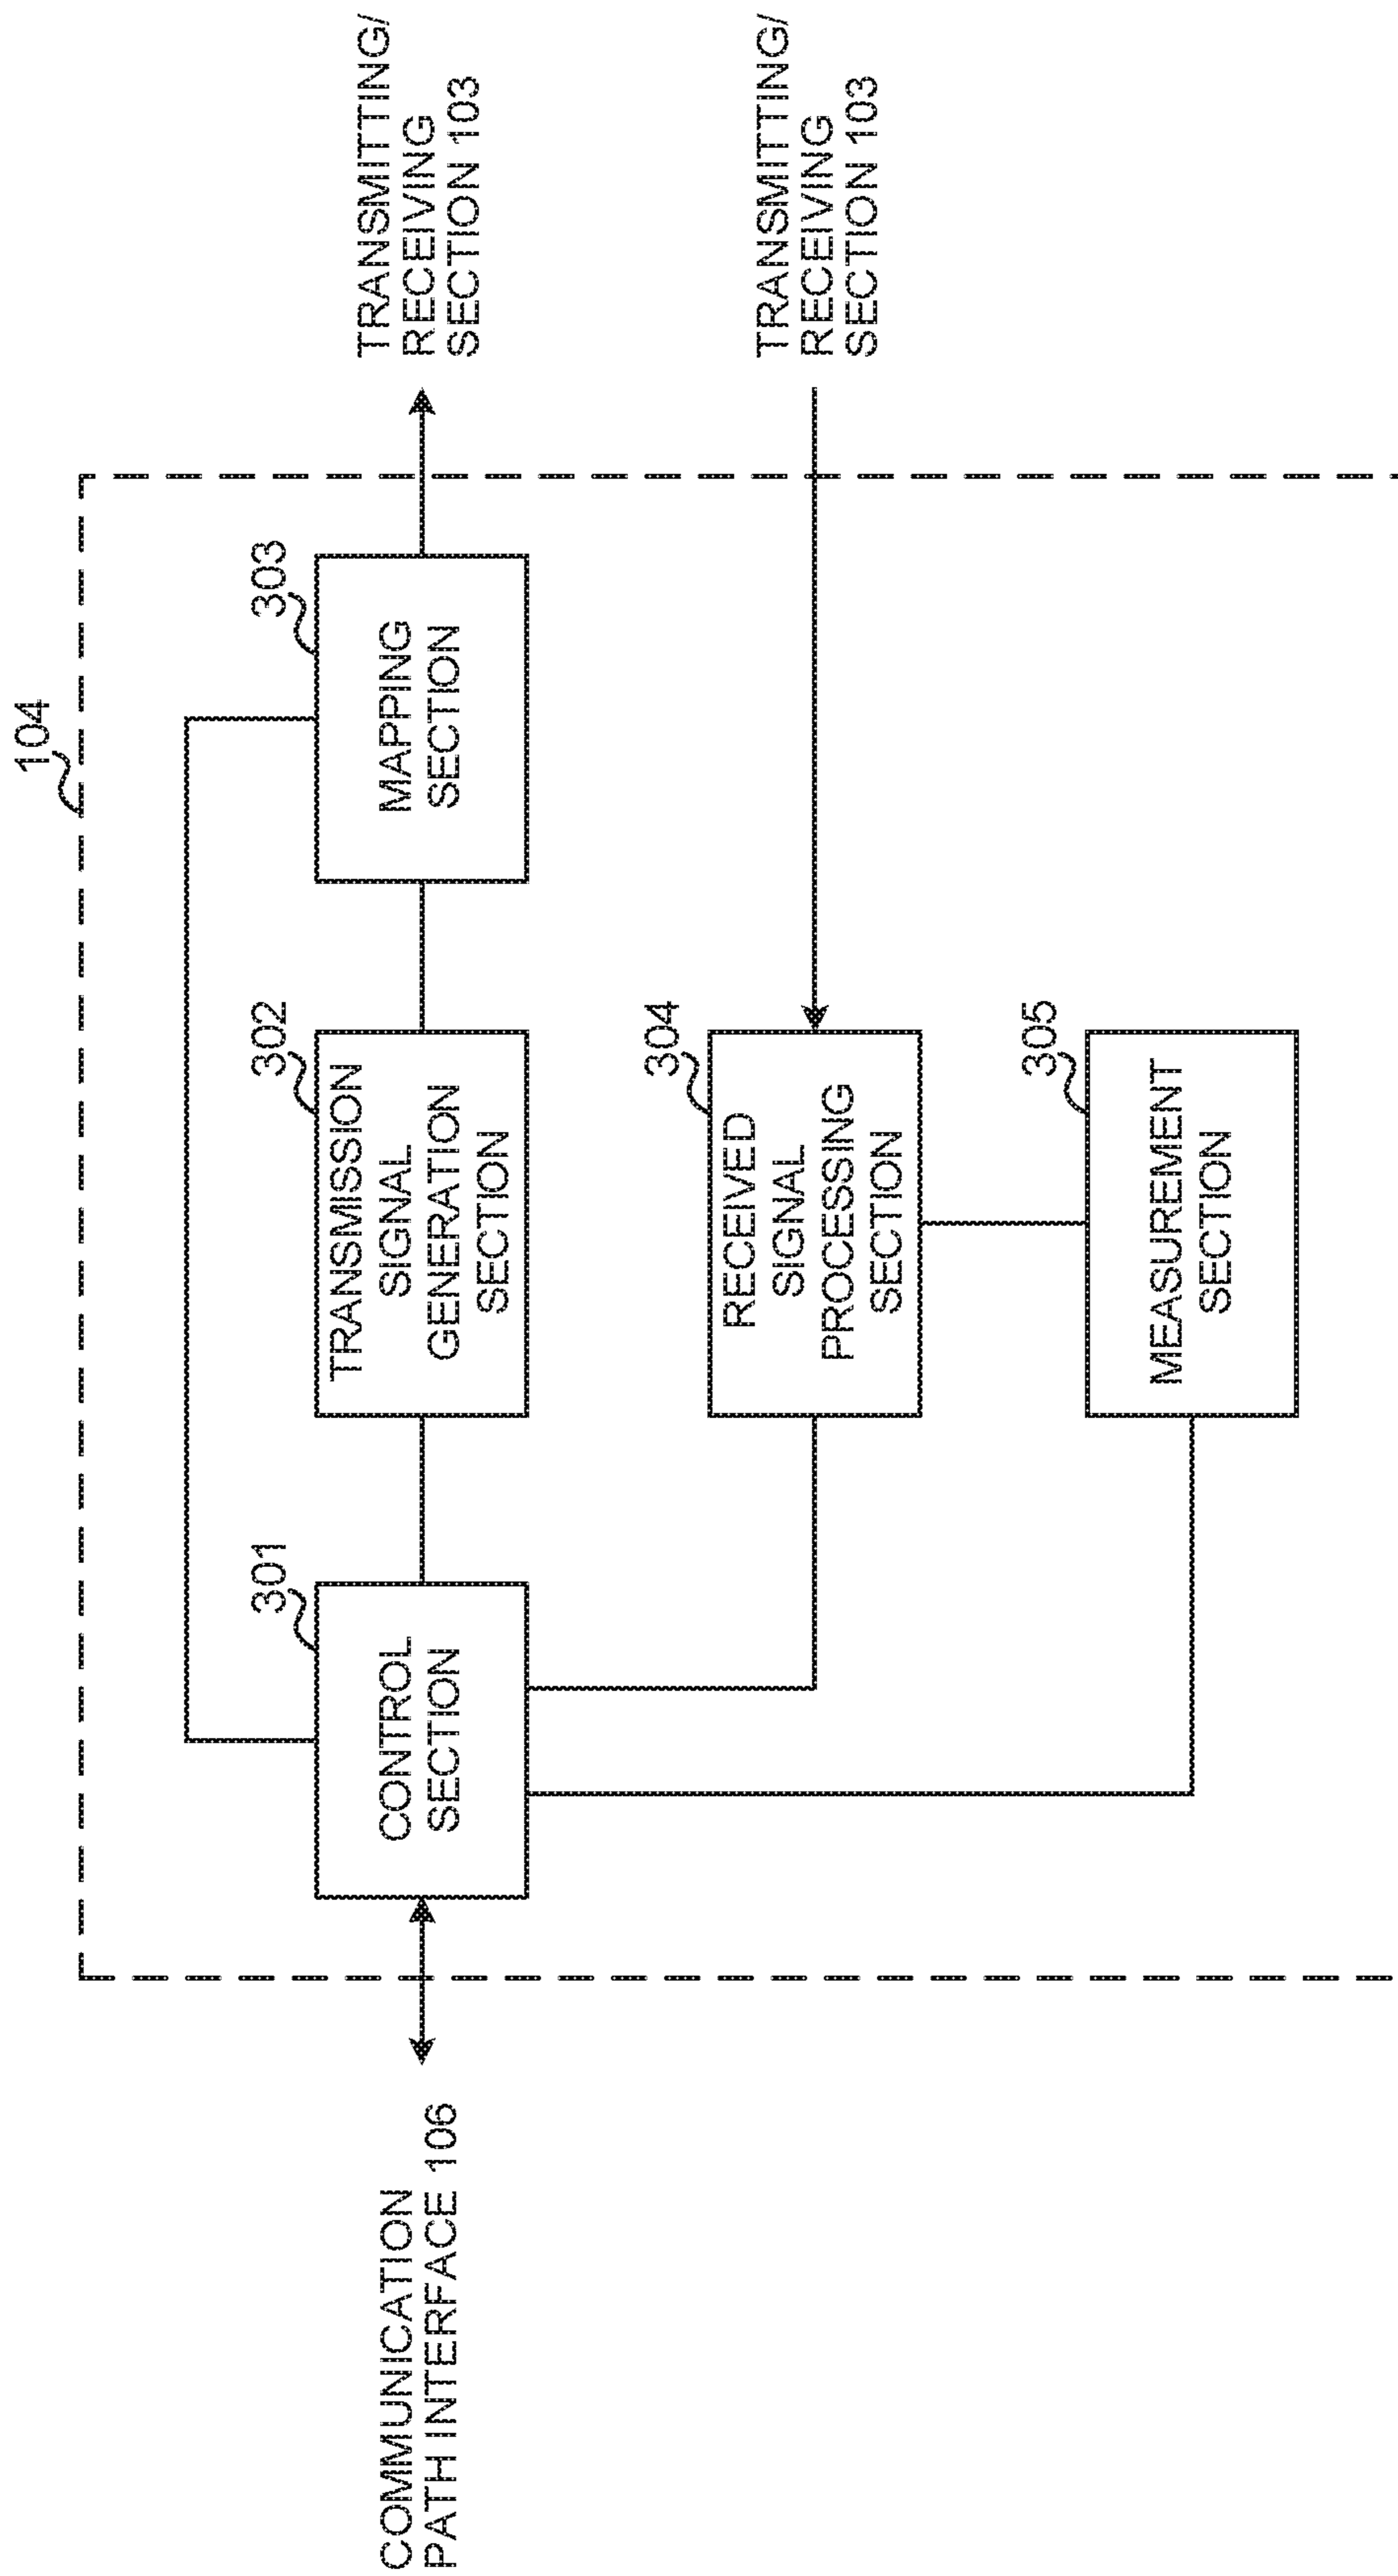 104
COMMUNICATION
PATH INTERFACE 106
301
CONTROL
SECTION
302
TRANSMISSION
SIGNAL
GENERATION
SECTION
303
MAPPING
SECTION
TRANSMITTING/
RECEIVING
SECTION 103
304
RECEIVED
SIGNAL
PROCESSING
SECTION
TRANSMITTING/
RECEIVING
SECTION 103
305
MEASUREMENT
SECTION